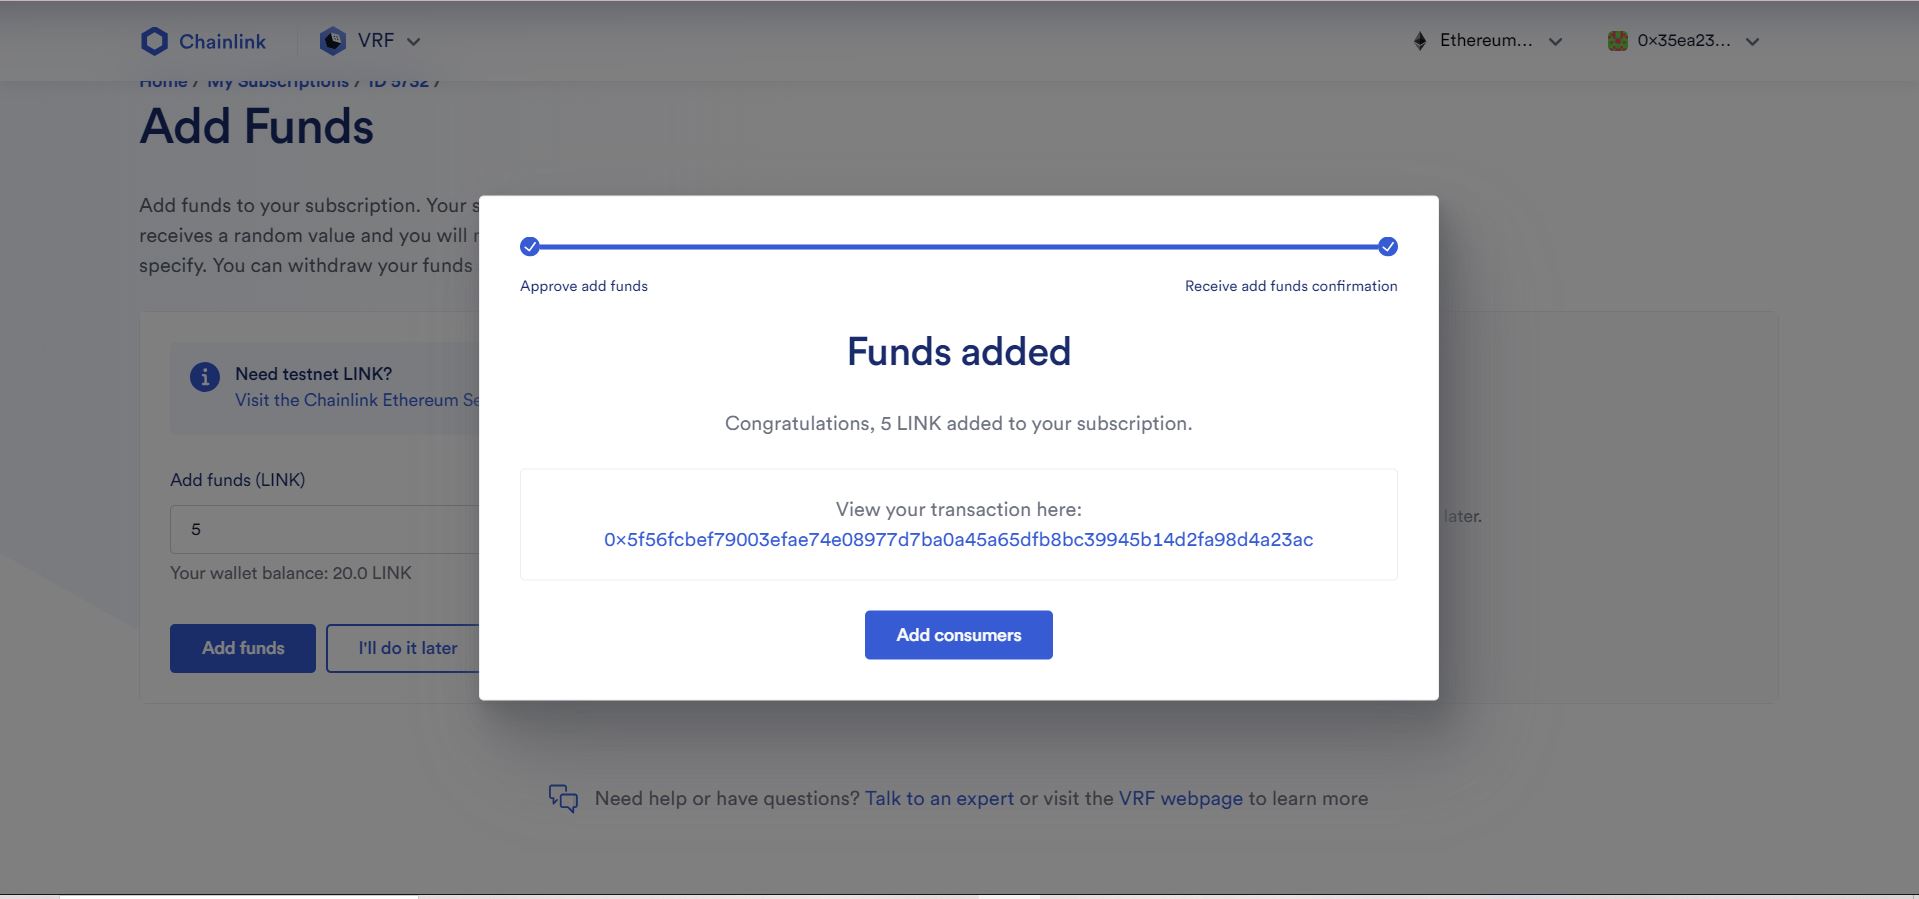 Chainlink VRF Ethereum... 0x35ea23...
Home / My Subscriptions / ID 5732 /
Add Funds
Add funds to your subscription. Your s
receives a random value and you will r
specify. You can withdraw your funds
Approve add funds
Receive add funds confirmation
Funds added
Congratulations, 5 LINK added to your subscription.
View your transaction here:
0x5f56fcbef79003efae74e08977d7ba0a45a65dfb8bc39945b14d2fa98d4a23ac
Add consumers
Need testnet LINK?
Visit the Chainlink Ethereum Se
Add funds (LINK)
5
Your wallet balance: 20.0 LINK
Add funds
I'll do it later
later.
Need help or have questions? Talk to an expert or visit the VRF webpage to learn more